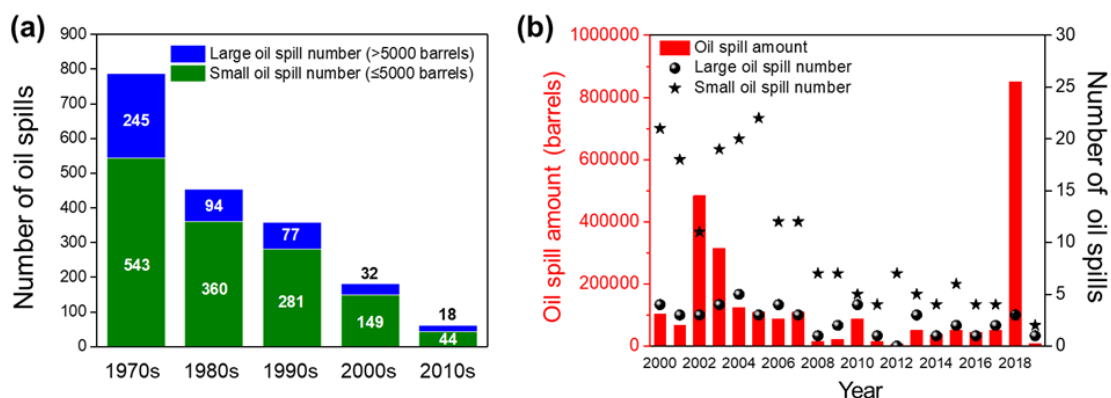 (a)
Number of oil spills
900
800
700
600
500
400
300
200
100
0
Large oil spill number (>5000 barrels)
Small oil spill number (≤5000 barrels)
245
543
94
360
77
281
32
149
18
44
1970s 1980s 1990s 2000s 2010s
(b)
Oil spill amount (barrels)
1000000
800000
600000
400000
200000
0
Oil spill amount
Large oil spill number
Small oil spill number
30
25
20
15
10
5
0
Number of oil spills
2000 2002 2004 2006 2008 2010 2012 2014 2016 2018
Year